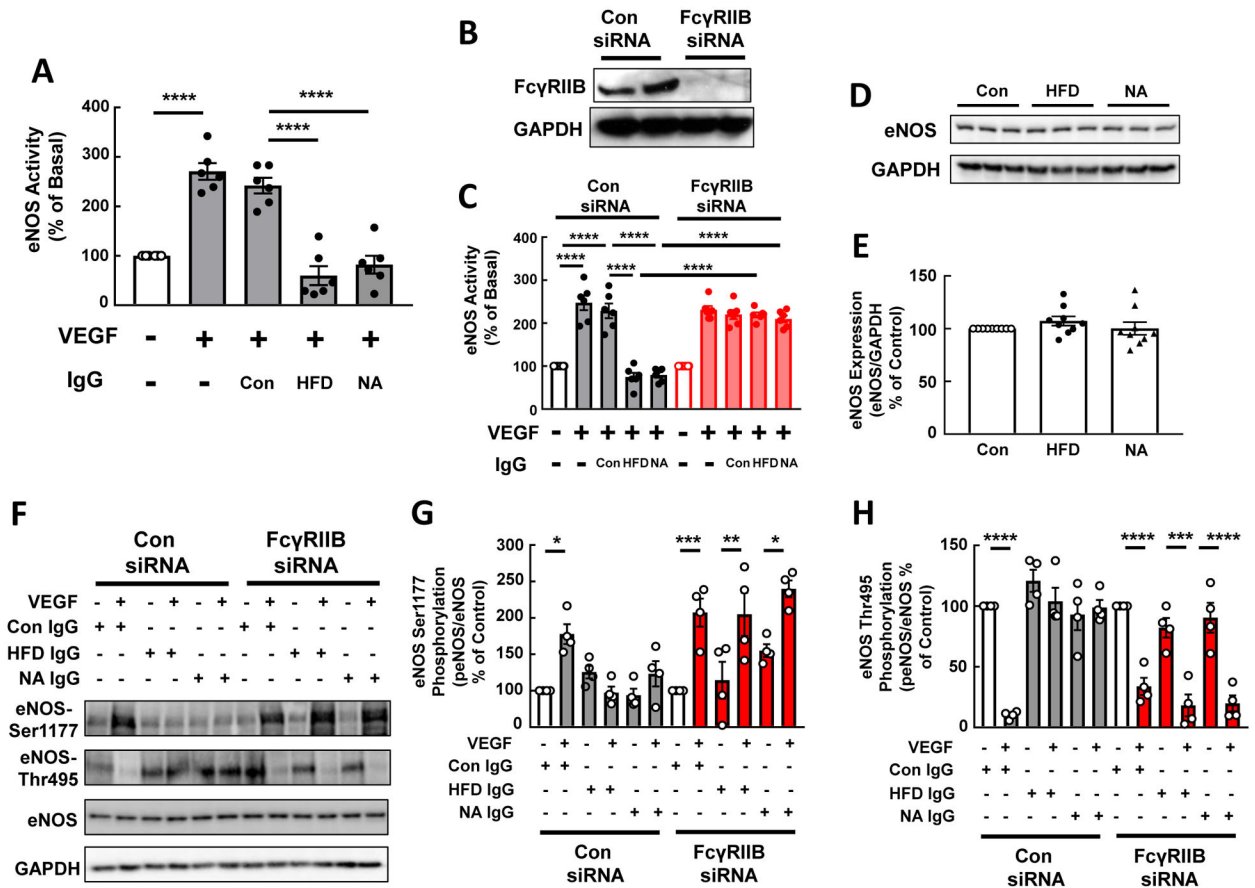 A
eNOS Activity
(% of Basal)
400
300
200
100
0
****
****
****
VEGF - + + + +
IgG - - Con HFD NA
B
Con
siRNA
FcγRIIB
siRNA
FcγRIIB
GAPDH
C
Con
siRNA
FcγRIIB
siRNA
eNOS Activity
(% of Basal)
400
300
200
100
0
**** **** ****
**** **** ****
VEGF - + + + + - + + + +
IgG - - Con HFD NA - - Con HFD NA
D
Con HFD NA
eNOS
GAPDH
E
eNOS Expression
(eNOS/GAPDH
% of Control)
150
100
50
0
Con HFD NA
F
Con
siRNA
FcγRIIB
siRNA
VEGF - + - + - + - + - + - +
Con IgG + + - - - - + + - - - -
HFD IgG - - + + - - - - + + - -
NA IgG - - - - + + - - - - + +
eNOS-
Ser1177
eNOS-
Thr495
eNOS
GAPDH
G
eNOS Ser1177
Phosphorylation
(peNOS/eNOS
% of Control)
300
250
200
150
100
50
0
* *** ** *
VEGF - + - + - + - + - + - +
Con IgG + + - - - - + + - - - -
HFD IgG - - + + - - - - + + - -
NA IgG - - - - + + - - - - + +
Con
siRNA
FcγRIIB
siRNA
H
eNOS Thr495
Phosphorylation
(peNOS/eNOS %
of Control)
150
100
50
0
**** **** *** ****
VEGF - + - + - + - + - + - +
Con IgG + + - - - - + + - - - -
HFD IgG - - + + - - - - + + - -
NA IgG - - - - + + - - - - + +
Con
siRNA
FcγRIIB
siRNA